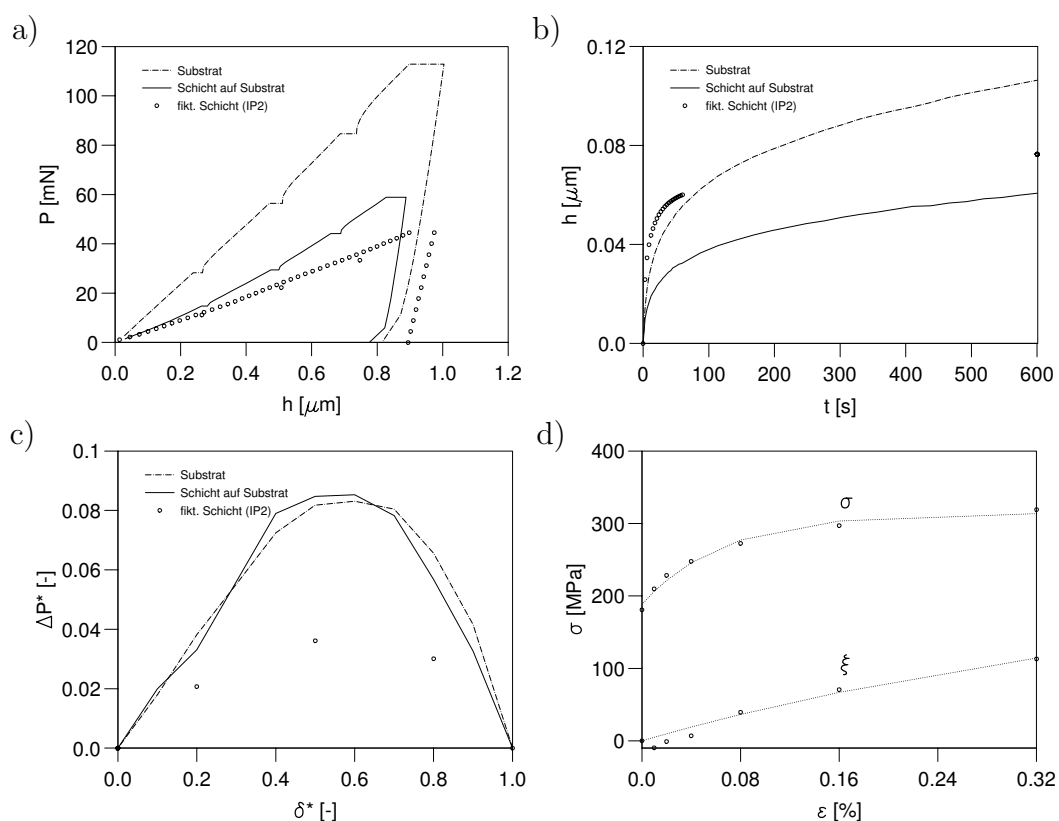 a)
P [mN]
120
100
80
60
40
20
0
Substrat
Schicht auf Substrat
fikt. Schicht (IP2)
0.0 0.2 0.4 0.6 0.8 1.0 1.2
h [μm]
b)
h [μm]
0.12
0.08
0.04
0.0
Substrat
Schicht auf Substrat
fikt. Schicht (IP2)
0 100 200 300 400 500 600
t [s]
c)
ΔP* [-]
0.1
0.08
0.06
0.04
0.02
0.0
Substrat
Schicht auf Substrat
fikt. Schicht (IP2)
0.0 0.2 0.4 0.6 0.8 1.0
δ* [-]
d)
σ [MPa]
400
300
200
100
0
σ
ξ
0.0 0.08 0.16 0.24 0.32
ε [%]